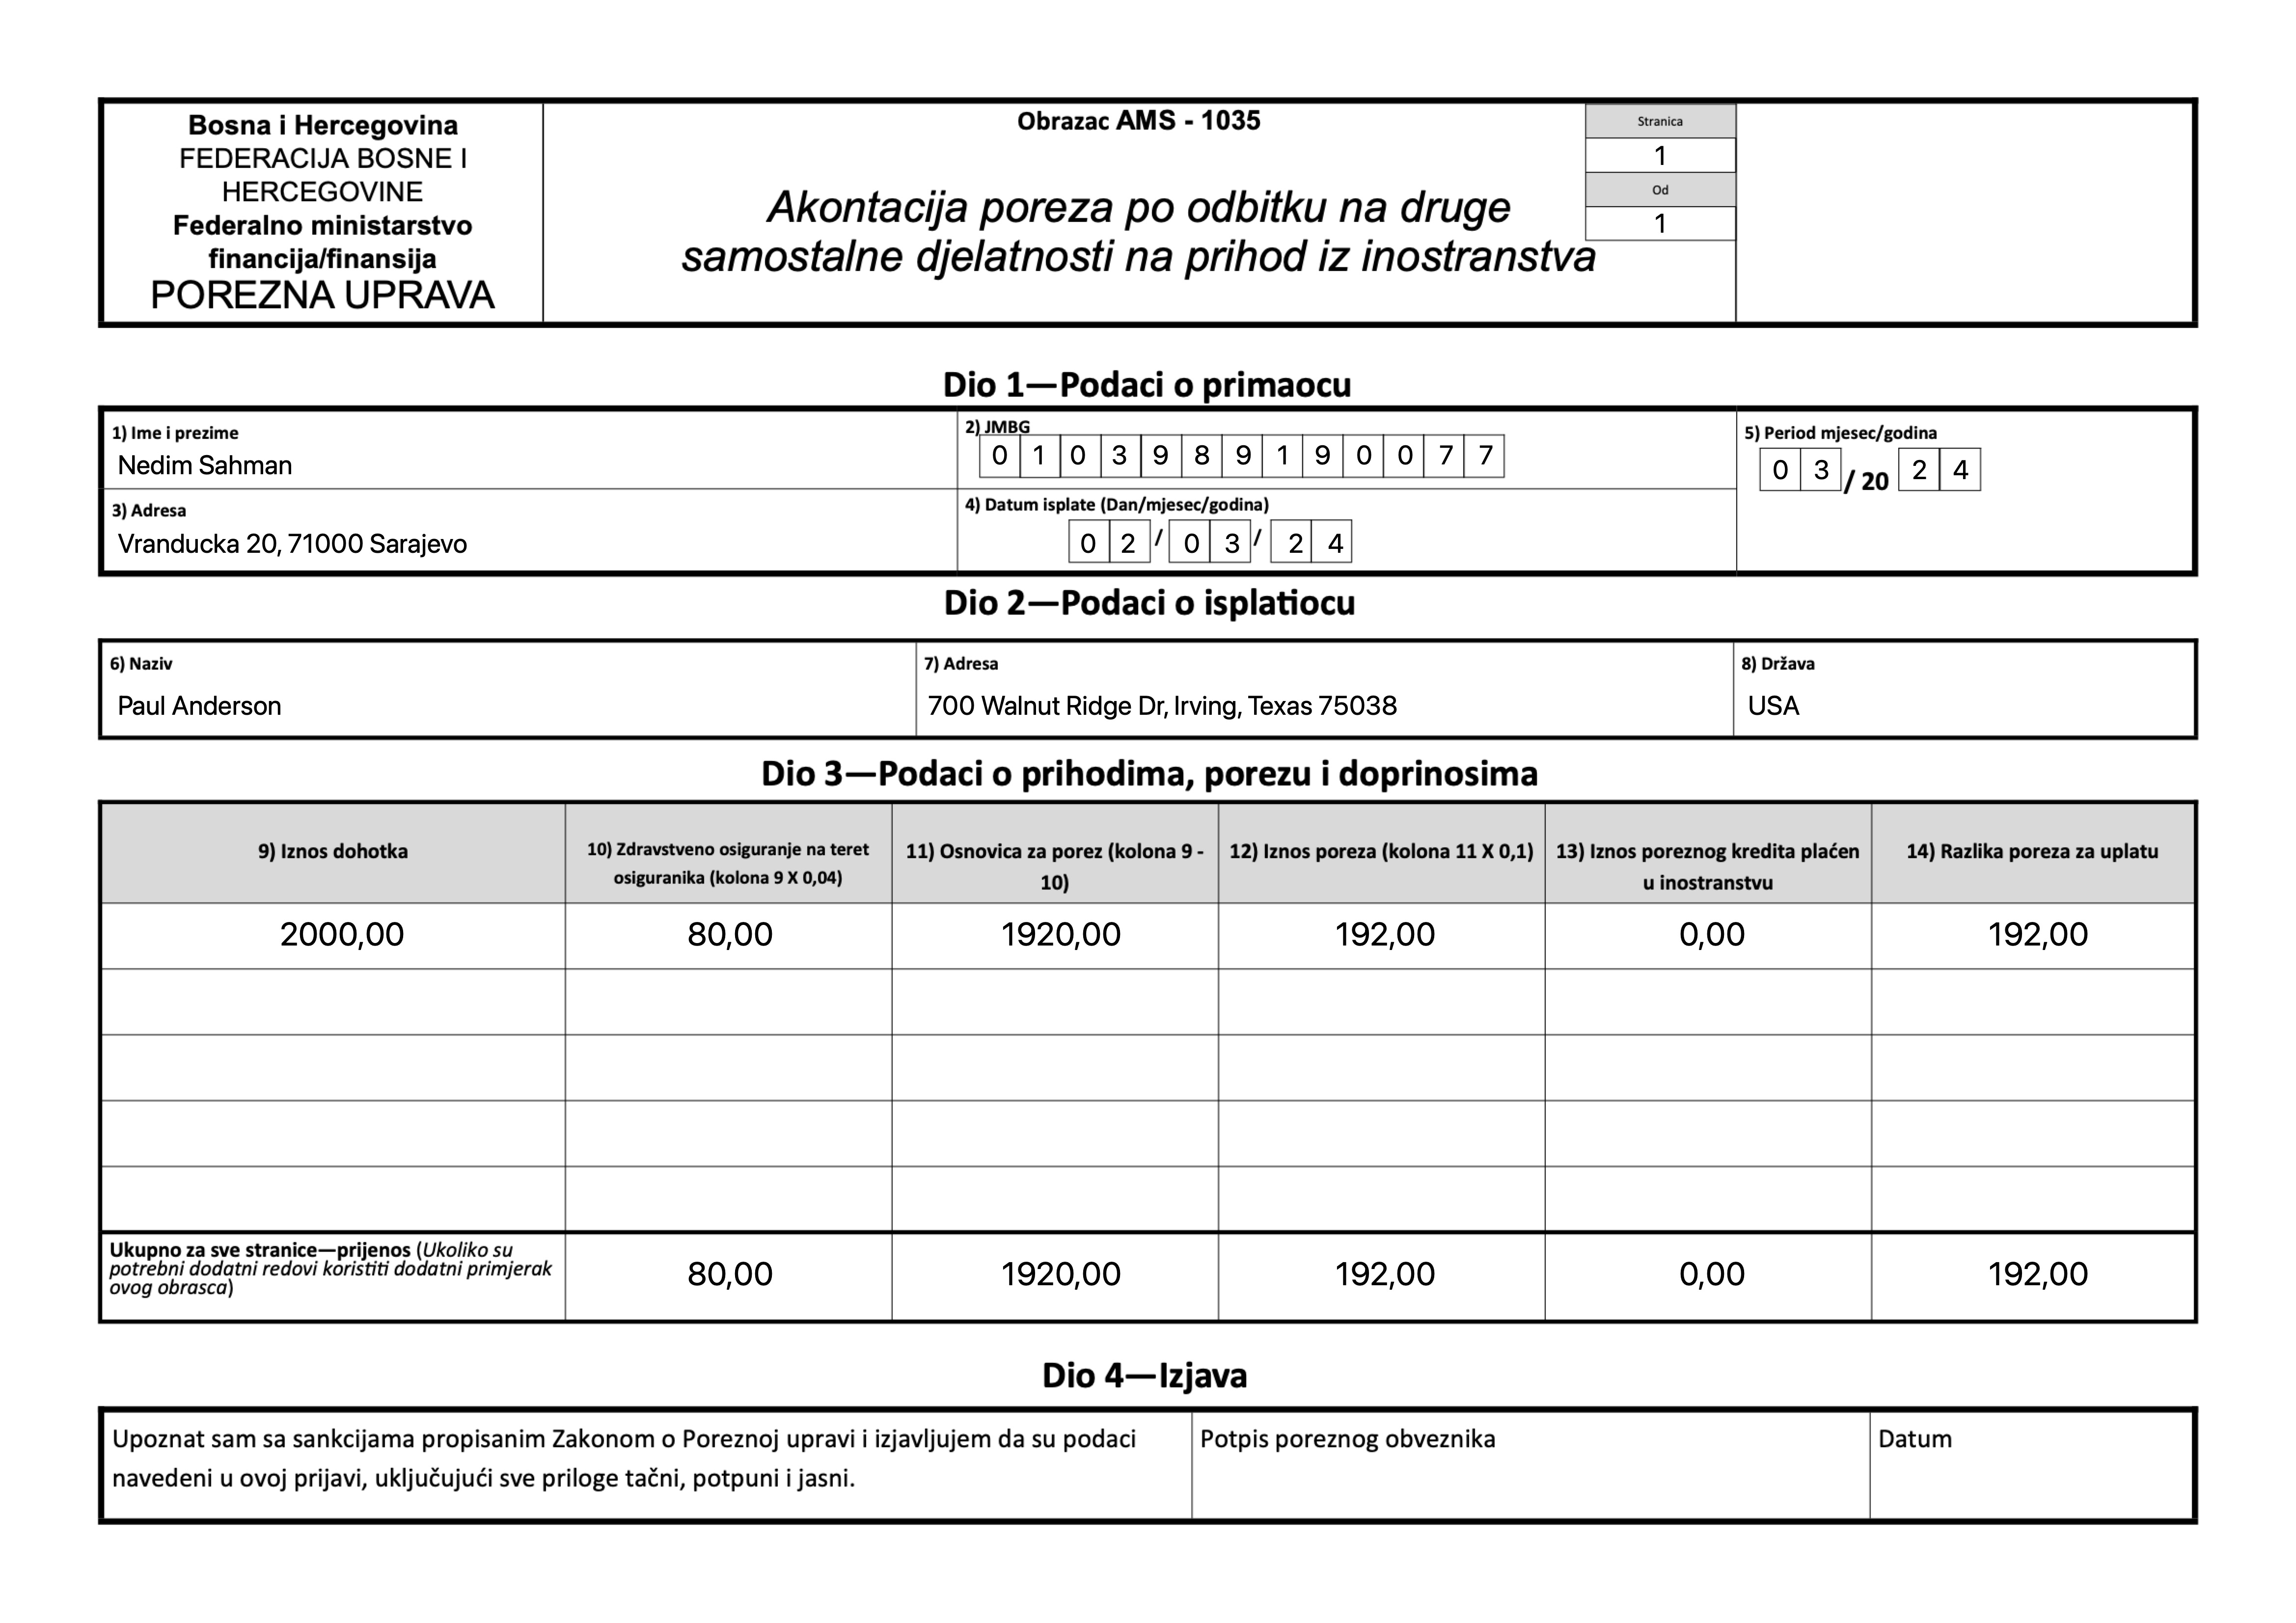 Bosna i Hercegovina
FEDERACIJA BOSNE I
HERCEGOVINE
Federalno ministarstvo
financija/finansija
POREZNA UPRAVA
Obrazac AMS - 1035
Akontacija poreza po odbitku na druge
samostalne djelatnosti na prihod iz inostranstva
Stranica
1
Od
1
Dio 1—Podaci o primaocu
1) Ime i prezime
Nedim Sahman
2) JMBG
0 1 0 3 9 8 9 1 9 0 0 7 7
5) Period mjesec/godina
0 3 / 20 2 4
3) Adresa
Vranducka 20, 71000 Sarajevo
4) Datum isplate (Dan/mjesec/godina)
0 2 / 0 3 / 2 4
Dio 2—Podaci o isplatiocu
6) Naziv
Paul Anderson
7) Adresa
700 Walnut Ridge Dr, Irving, Texas 75038
8) Država
USA
Dio 3—Podaci o prihodima, porezu i doprinosima
9) Iznos dohotka
10) Zdravstveno osiguranje na teret
osiguranika (kolona 9 X 0,04)
11) Osnovica za porez (kolona 9 -
10)
12) Iznos poreza (kolona 11 X 0,1)
13) Iznos poreznog kredita plaćen
u inostranstvu
14) Razlika poreza za uplatu
2000,00 80,00 1920,00 192,00 0,00 192,00
Ukupno za sve stranice—prijenos (Ukoliko su
potrebni dodatni redovi koristiti dodatni primjerak
ovog obrasca)
80,00 1920,00 192,00 0,00 192,00
Dio 4—Izjava
Upoznat sam sa sankcijama propisanim Zakonom o Poreznoj upravi i izjavljujem da su podaci
navedeni u ovoj prijavi, uključujući sve priloge tačni, potpuni i jasni.
Potpis poreznog obveznika
Datum